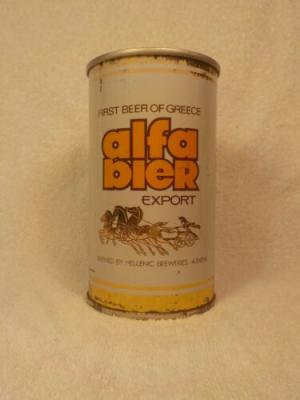 FIRST BEER OF GREECE
alfa
bier
EXPORT
BREWED BY HELLENIC BREWERIES - ATHENS